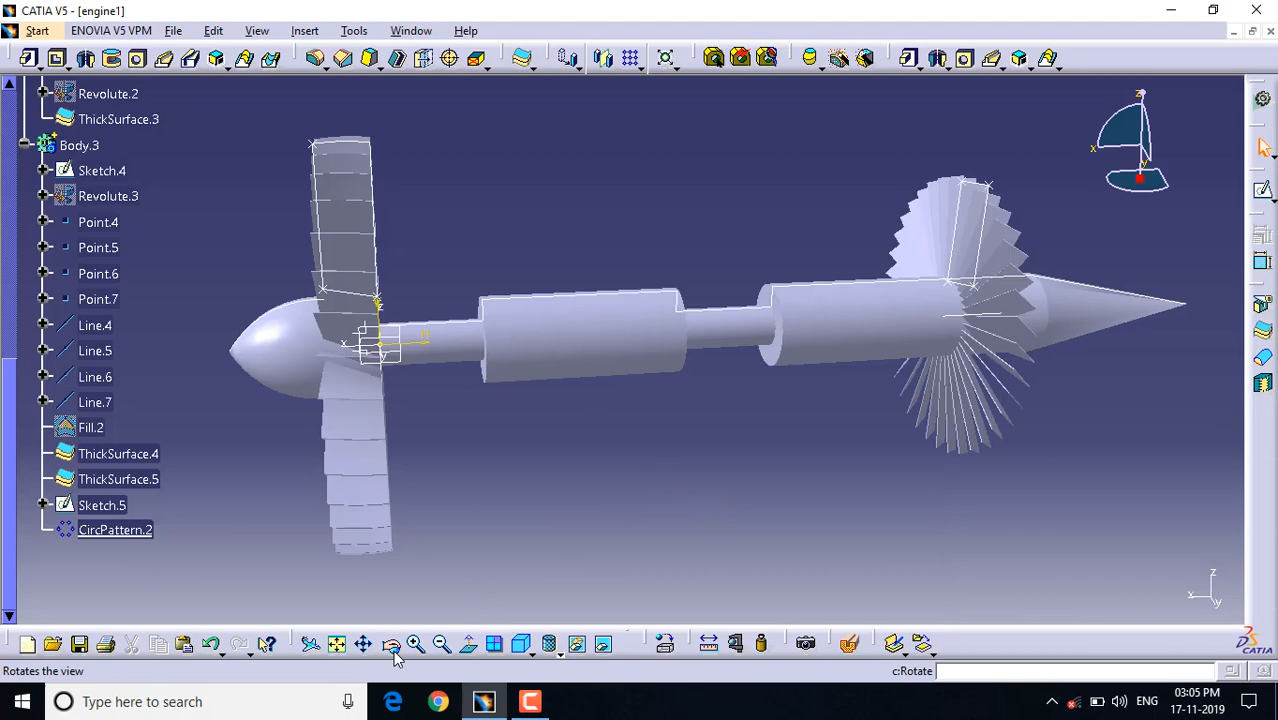 CATIA V5 - [engine1]
Start ENOVIA V5 VPM File Edit View Insert Tools Window Help
Revolute.2
ThickSurface.3
Body.3
Sketch.4
Revolute.3
Point.4
Point.5
Point.6
Point.7
Line.4
Line.5
Line.6
Line.7
Fill.2
ThickSurface.4
ThickSurface.5
Sketch.5
CircPattern.2
z
x
y
x
y
z
x
y
CATIA
Rotates the view
c:Rotate
Type here to search
ENG
03:05 PM
17-11-2019